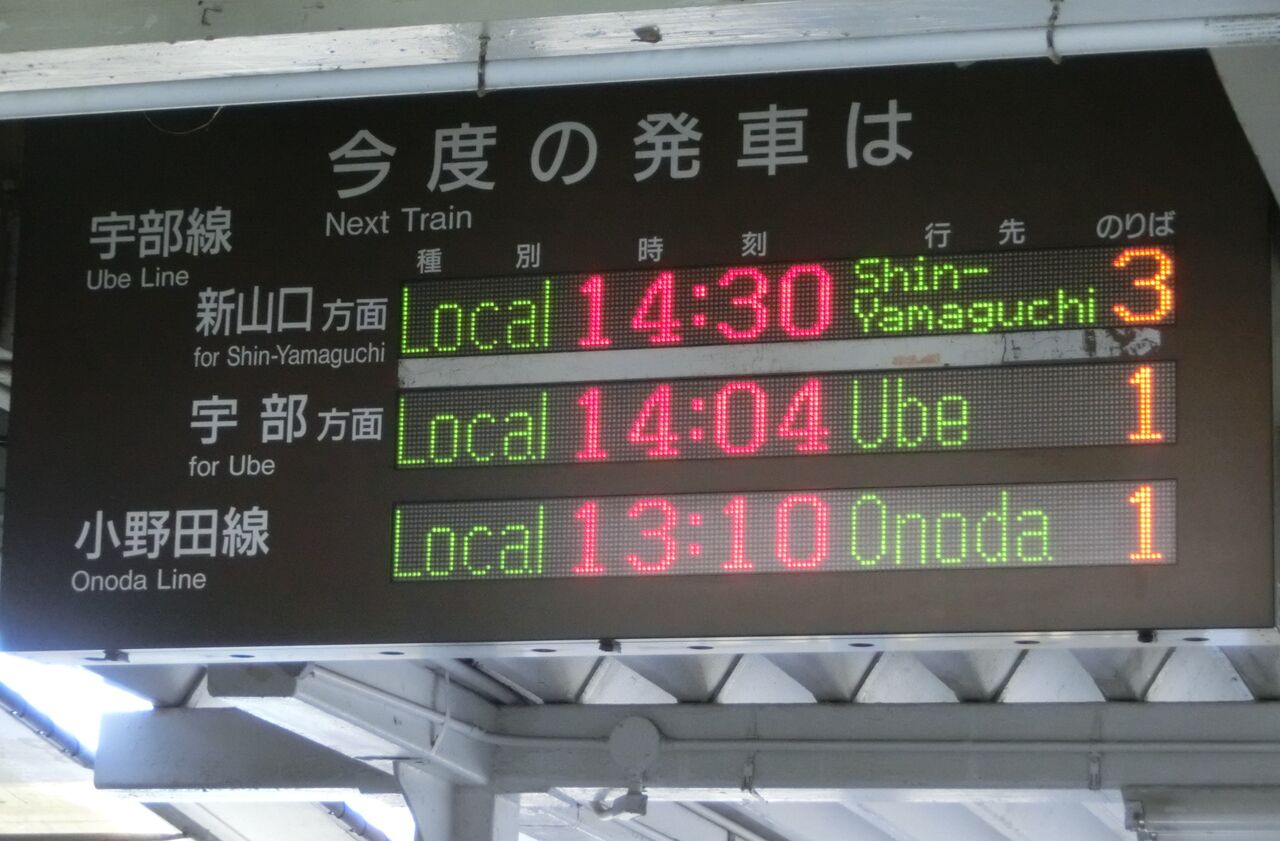 今度の発車は
Next Train
宇部線
Ube Line
種別 時刻 行先 のりば
新山口方面
for Shin-Yamaguchi
Local 14:30 Shin-
Yamaguchi 3
宇部方面
for Ube
Local 14:04 Ube 1
小野田線
Onoda Line
Local 13:10 Onoda 1